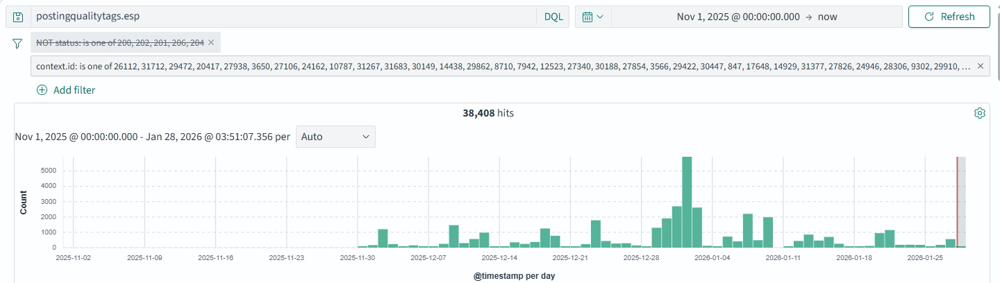 postingqualitytags.esp DQL Nov 1, 2025 @ 00:00:00.000 → now Refresh
NOT status: is one of 200, 202, 201, 206, 204 ×
context.id: is one of 26112, 31712, 29472, 20417, 27938, 3650, 27106, 24162, 10787, 31267, 31683, 30149, 14438, 29862, 8710, 7942, 12523, 27340, 30188, 27854, 3566, 29422, 30447, 847, 17648, 14929, 31377, 27826, 24946, 28306, 9302, 29910, ... ×
Add filter
38,408 hits
Nov 1, 2025 @ 00:00:00.000 - Jan 28, 2026 @ 03:51:07.356 per Auto
Count
5000
4000
3000
2000
1000
0
2025-11-02 2025-11-09 2025-11-16 2025-11-23 2025-11-30 2025-12-07 2025-12-14 2025-12-21 2025-12-28 2026-01-04 2026-01-11 2026-01-18 2026-01-25
@timestamp per day